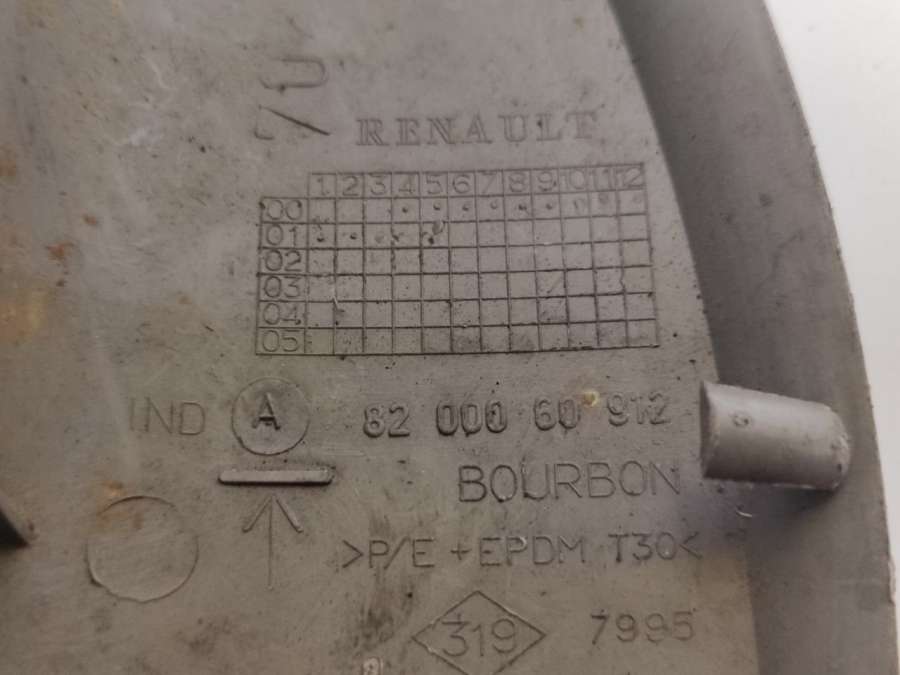 RENAULT
1 2 3 4 5 6 7 8 9 10 11 12
00
01
02
03
04
05
IND A 82 000 60 912
BOURBON
>P/E + EPDM T30<
319 7995